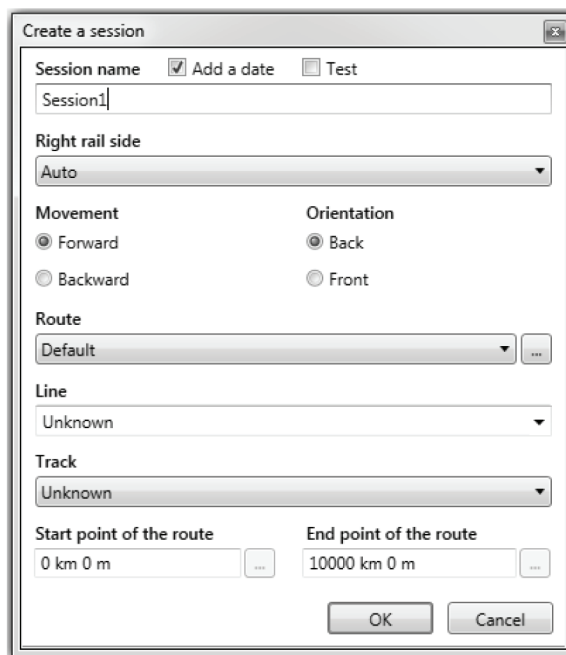 Create a session
Session name Add a date Test
Session1
Right rail side
Auto
Movement Orientation
Forward Back
Backward Front
Route
Default ...
Line
Unknown
Track
Unknown
Start point of the route End point of the route
0 km 0 m ... 10000 km 0 m ...
OK Cancel